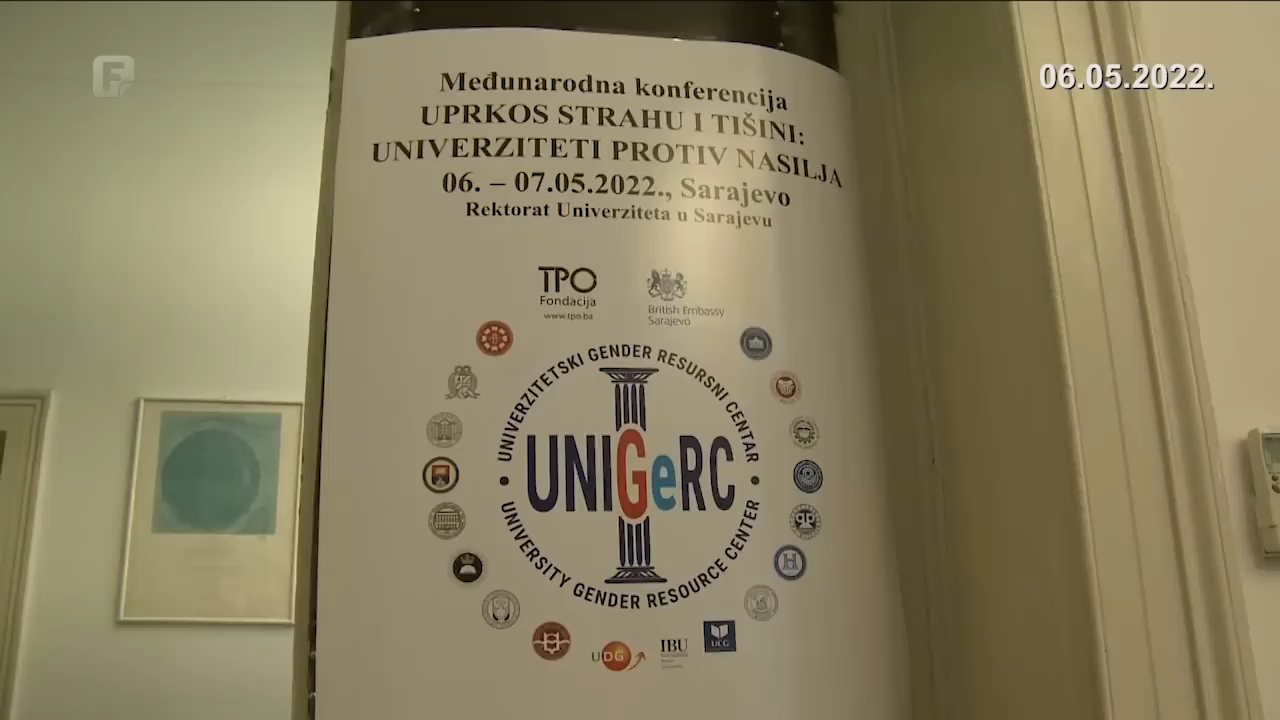 F
06.05.2022.
Međunarodna konferencija
UPRKOS STRAHU I TIŠINI:
UNIVERZITETI PROTIV NASILJA
06. – 07.05.2022., Sarajevo
Rektorat Univerziteta u Sarajevu
TPO
Fondacija
www.tpo.ba
British Embassy
Sarajevo
UNIVERZITETSKI GENDER RESURSNI CENTAR
UNIGeRC
UNIVERSITY GENDER RESOURCE CENTER
UDG
IBU
UCG